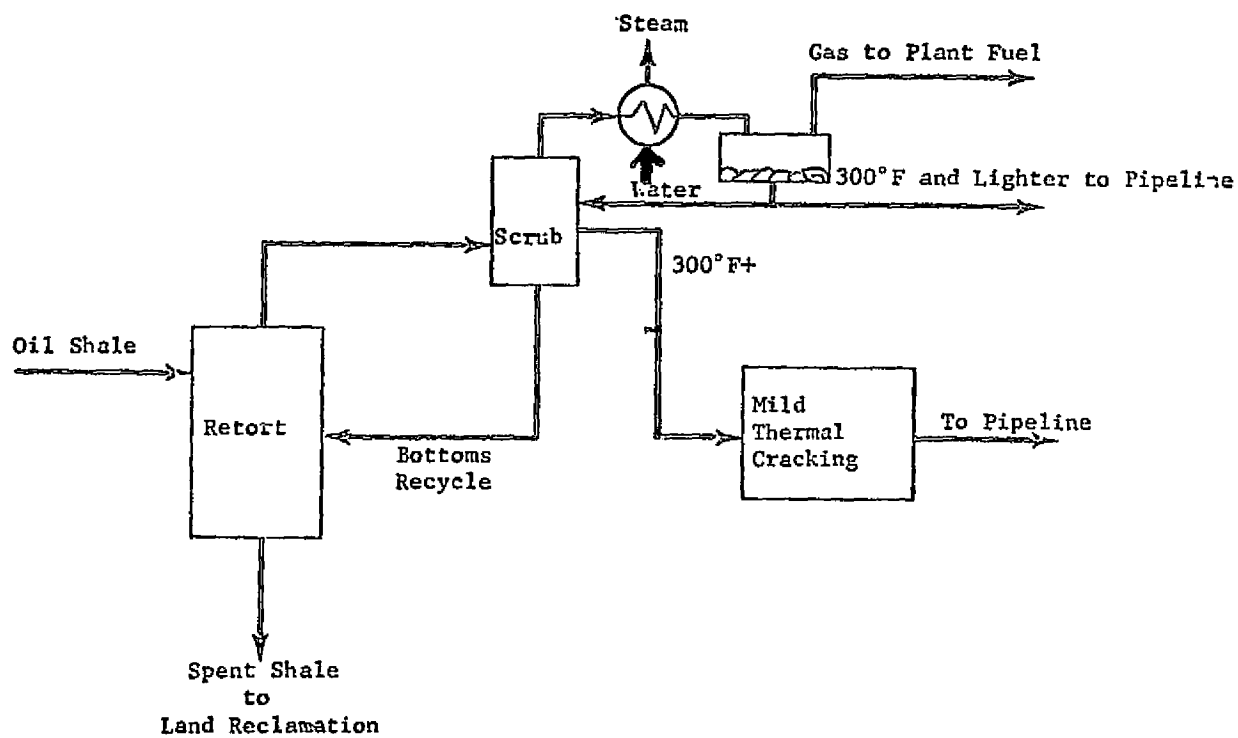 Steam
Gas to Plant Fuel
Water
300°F and Lighter to Pipeline
Scrub
300°F+
Oil Shale
Retort
Bottoms
Recycle
Mild
Thermal
Cracking
To Pipeline
Spent Shale
to
Land Reclamation